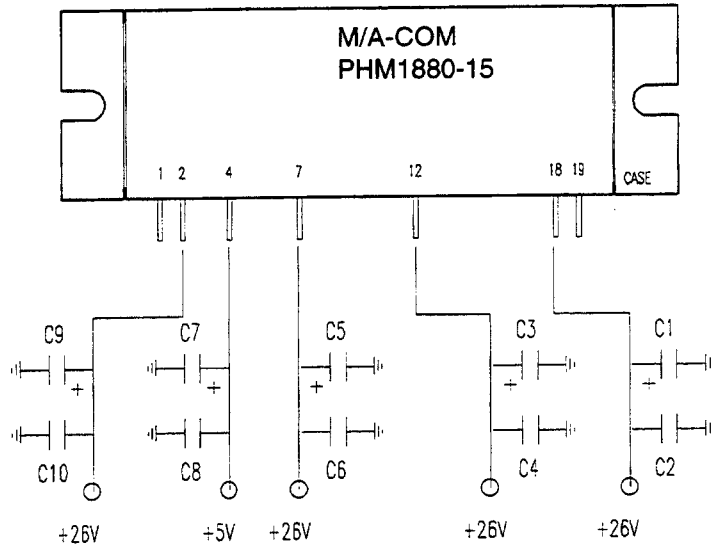 M/A-COM
PHM1880-15
1 2 4 7 12 18 19 CASE
C9 C7 C5 C3 C1
+ + + + +
C10 C8 C6 C4 C2
+26V +5V +26V +26V +26V